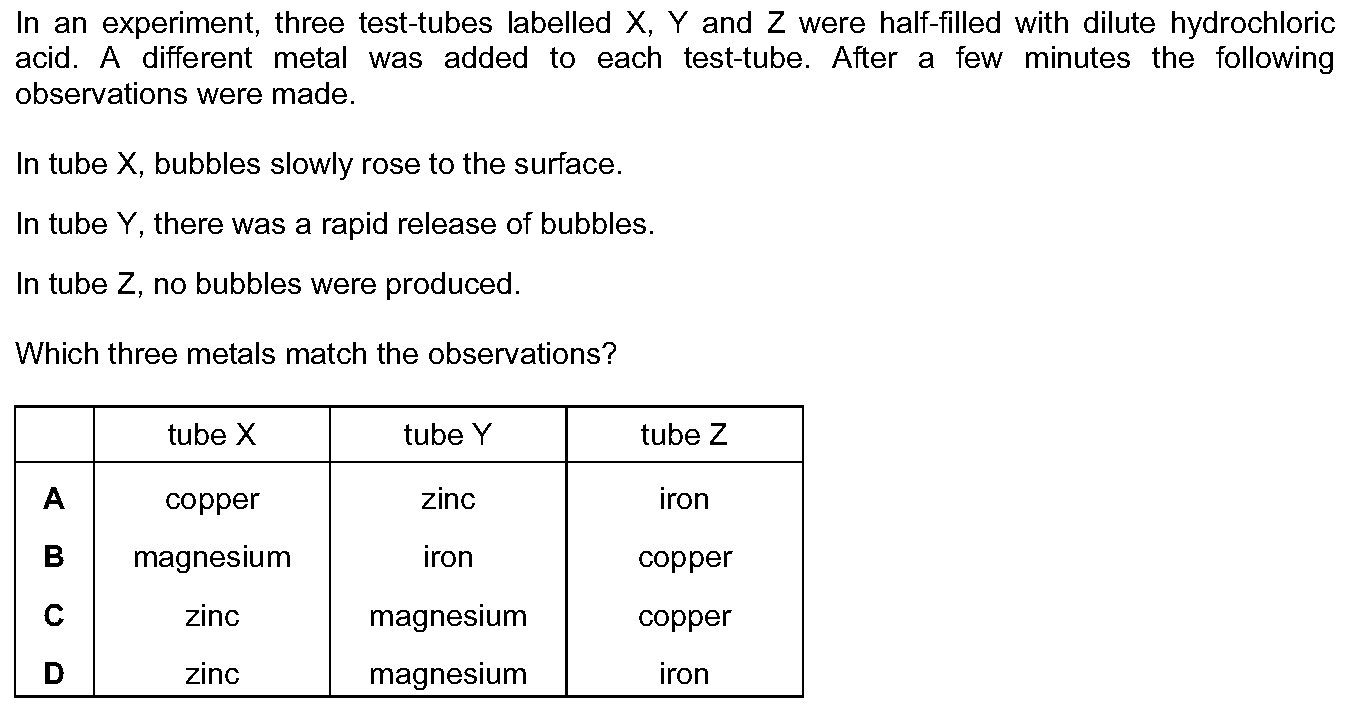 In an experiment, three test-tubes labelled X, Y and Z were half-filled with dilute hydrochloric
acid. A different metal was added to each test-tube. After a few minutes the following
observations were made.
In tube X, bubbles slowly rose to the surface.
In tube Y, there was a rapid release of bubbles.
In tube Z, no bubbles were produced.
Which three metals match the observations?
tube X tube Y tube Z
A copper zinc iron
B magnesium iron copper
C zinc magnesium copper
D zinc magnesium iron